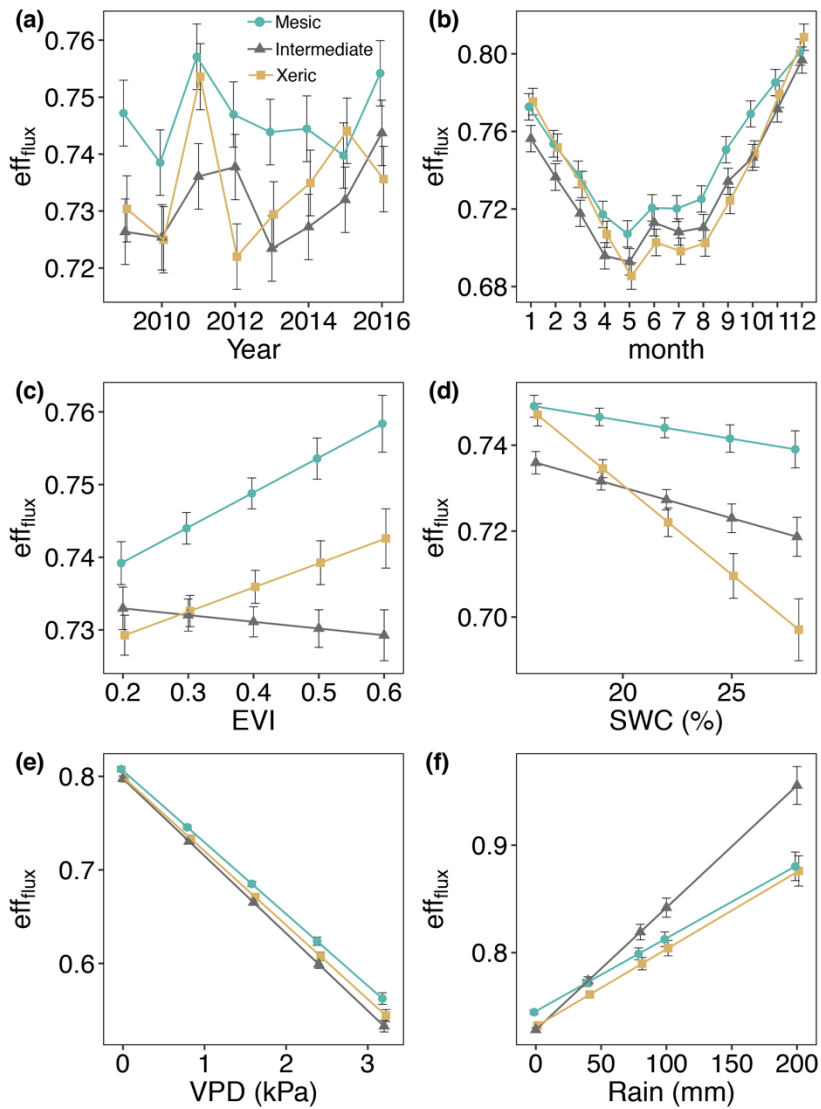 (a)
Mesic
Intermediate
Xeric
0.76
0.75
0.74
0.73
0.72
eff_flux
2010 2012 2014 2016
Year
(b)
0.80
0.76
0.72
0.68
eff_flux
1 2 3 4 5 6 7 8 9 10 11 12
month
(c)
0.76
0.75
0.74
0.73
eff_flux
0.2 0.3 0.4 0.5 0.6
EVI
(d)
0.74
0.72
0.70
eff_flux
20 25
SWC (%)
(e)
0.8
0.7
0.6
eff_flux
0 1 2 3
VPD (kPa)
(f)
0.9
0.8
eff_flux
0 50 100 150 200
Rain (mm)